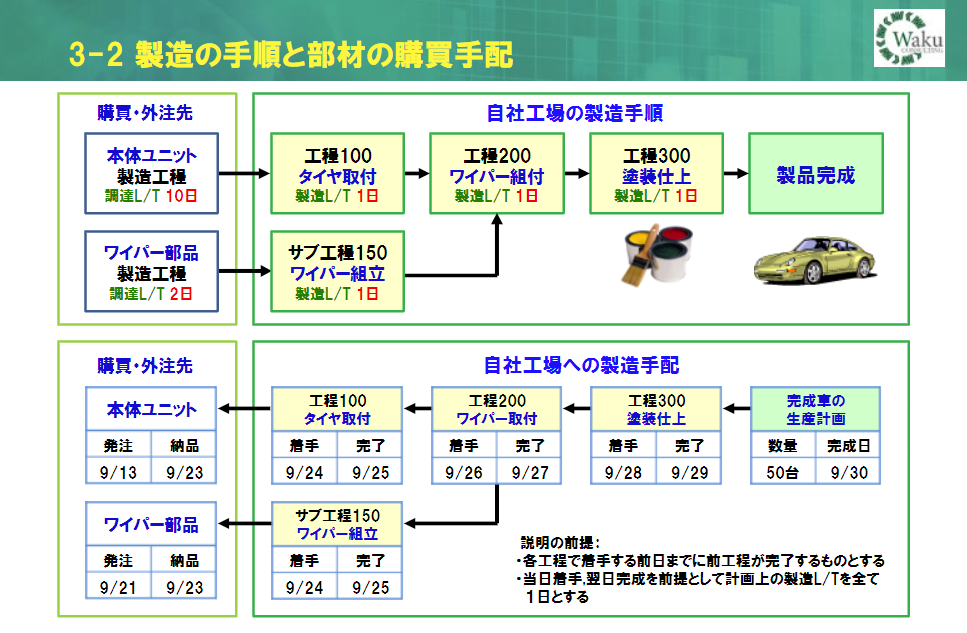 3-2 製造の手順と部材の購買手配
Waku
CONSULTING
購買・外注先
自社工場の製造手順
本体ユニット
製造工程
調達L/T 10日
工程100
タイヤ取付
製造L/T 1日
工程200
ワイパー組付
製造L/T 1日
工程300
塗装仕上
製造L/T 1日
製品完成
ワイパー部品
製造工程
調達L/T 2日
サブ工程150
ワイパー組立
製造L/T 1日
購買・外注先
自社工場への製造手配
本体ユニット
発注 納品
9/13 9/23
工程100
タイヤ取付
着手 完了
9/24 9/25
工程200
ワイパー取付
着手 完了
9/26 9/27
工程300
塗装仕上
着手 完了
9/28 9/29
完成車の
生産計画
数量 完成日
50台 9/30
ワイパー部品
発注 納品
9/21 9/23
サブ工程150
ワイパー組立
着手 完了
9/24 9/25
説明の前提:
・各工程で着手する前日までに前工程が完了するものとする
・当日着手,翌日完成を前提として計画上の製造L/Tを全て
1日とする